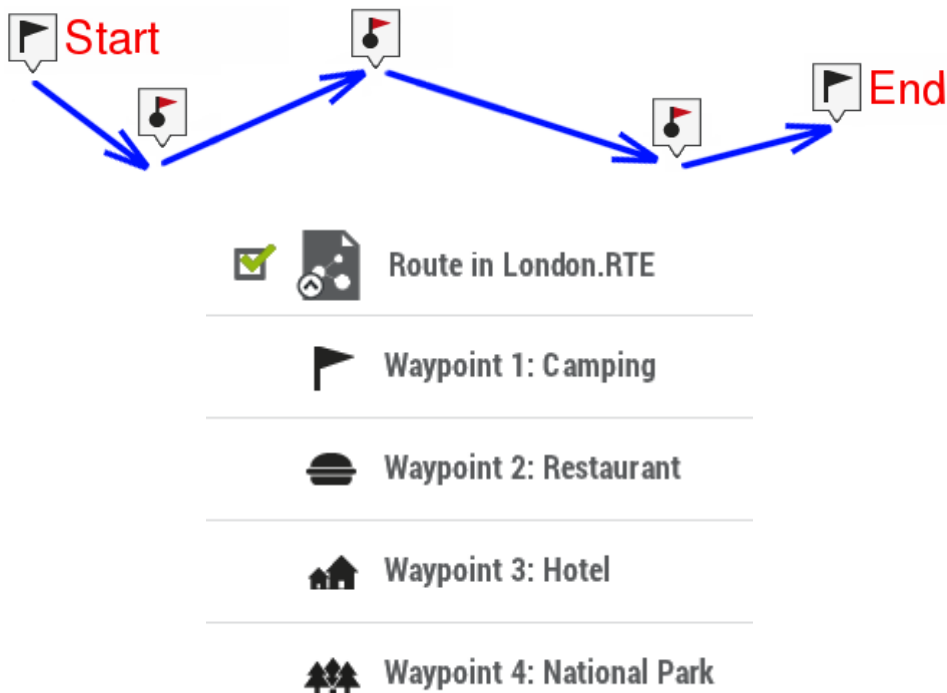 Start
End
Route in London.RTE
Waypoint 1: Camping
Waypoint 2: Restaurant
Waypoint 3: Hotel
Waypoint 4: National Park